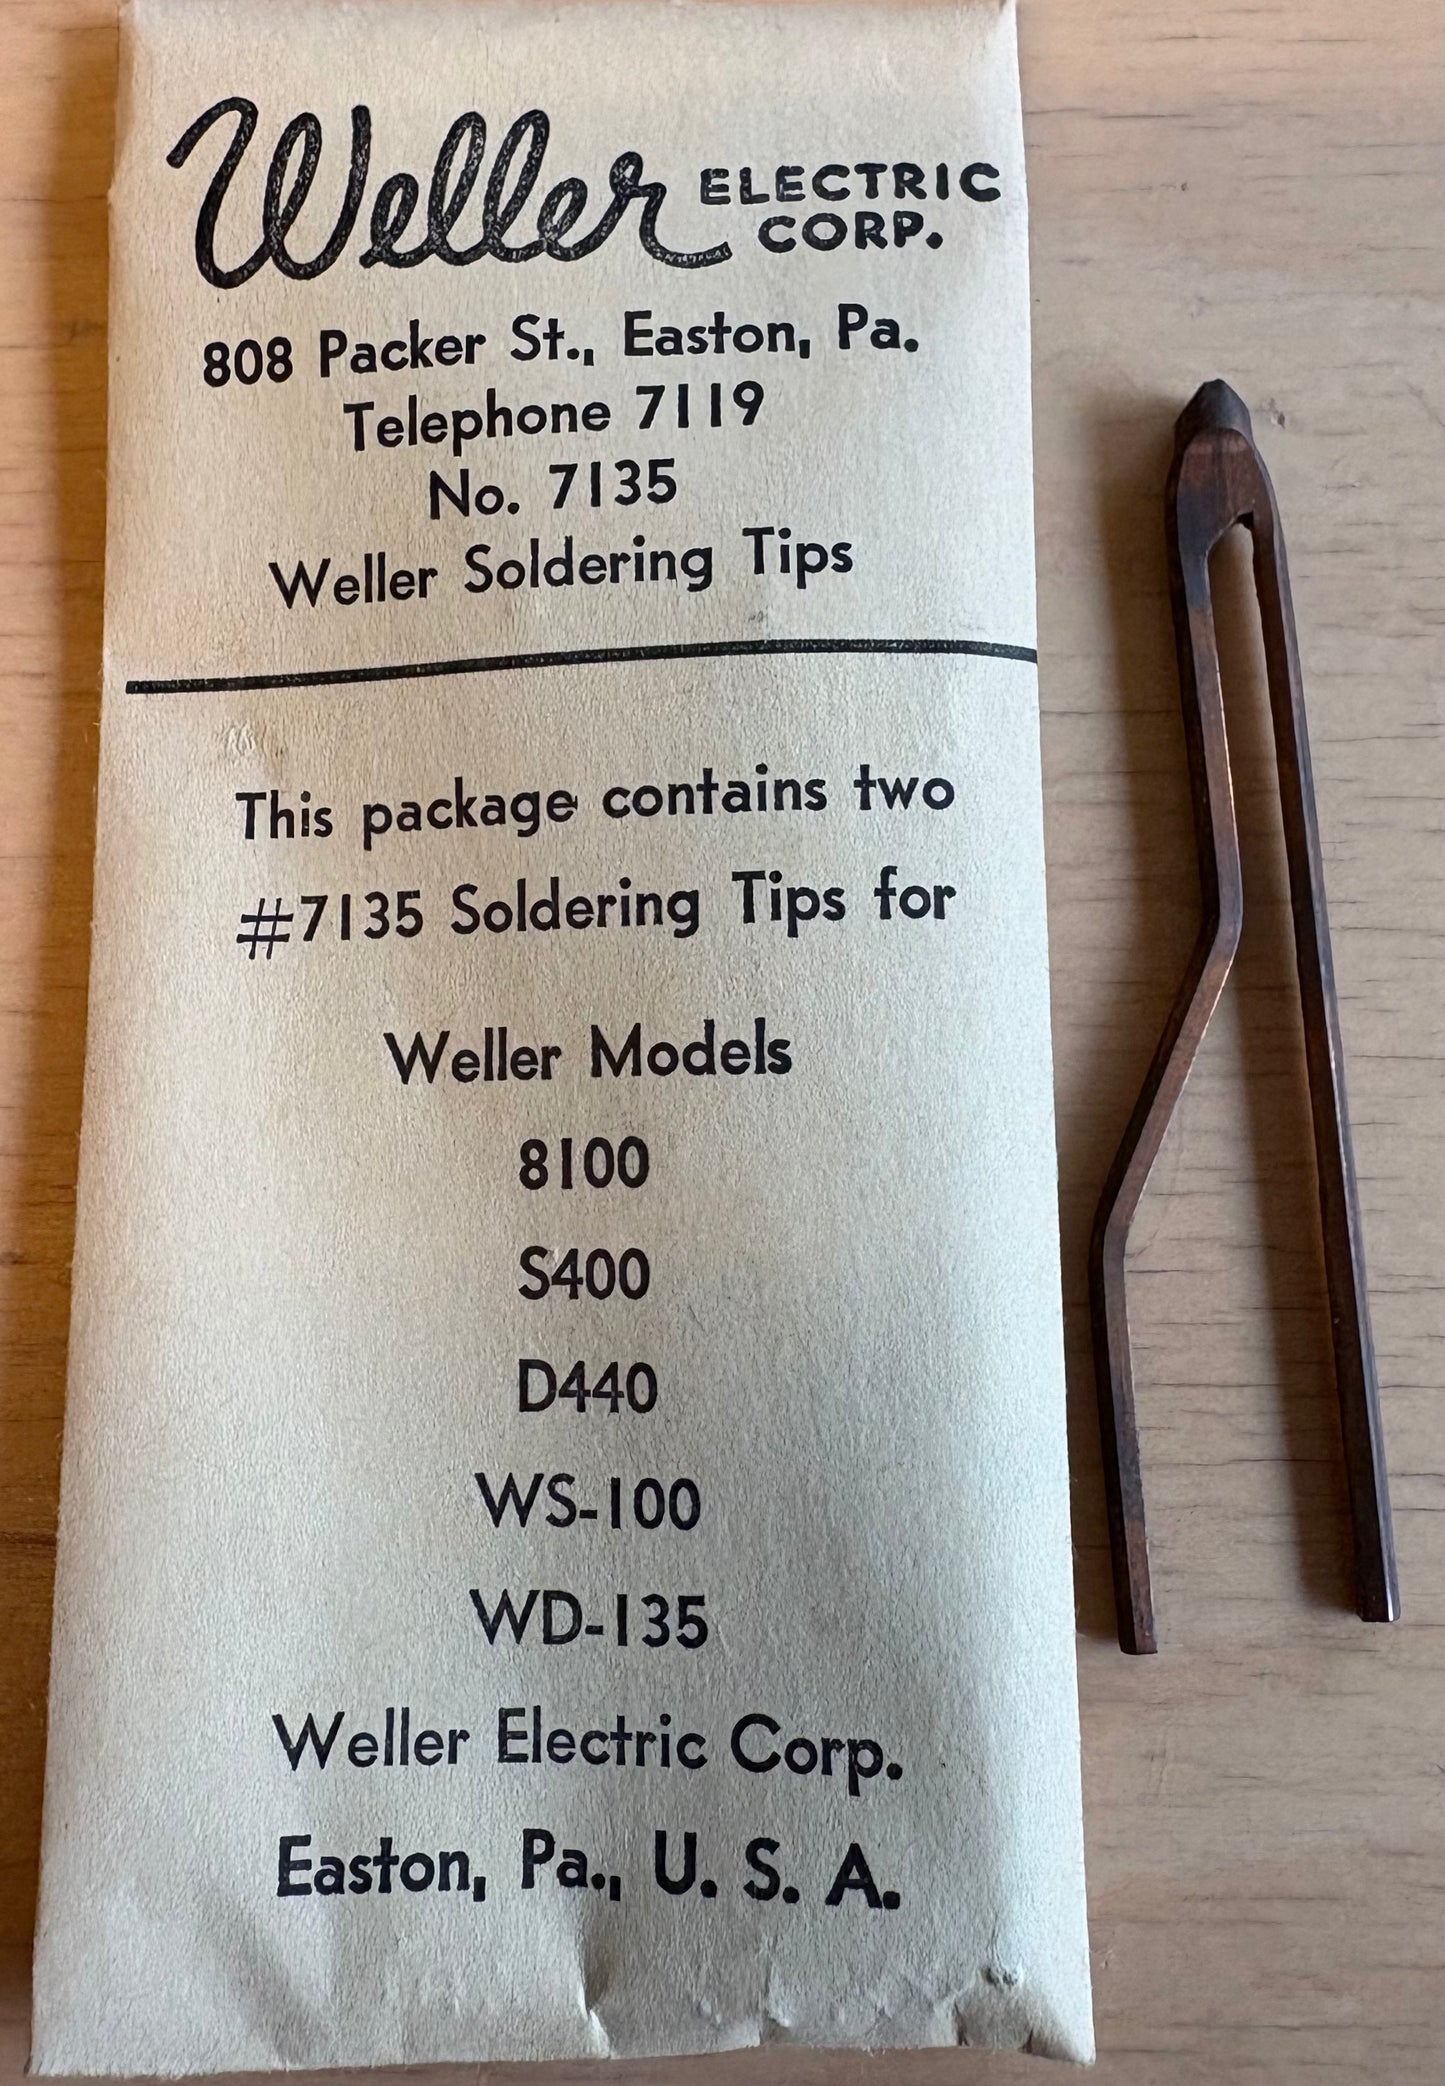 Weller ELECTRIC CORP.
808 Packer St., Easton, Pa.
Telephone 7119
No. 7135
Weller Soldering Tips
This package contains two
#7135 Soldering Tips for
Weller Models
8100
S400
D440
WS-100
WD-135
Weller Electric Corp.
Easton, Pa., U. S. A.